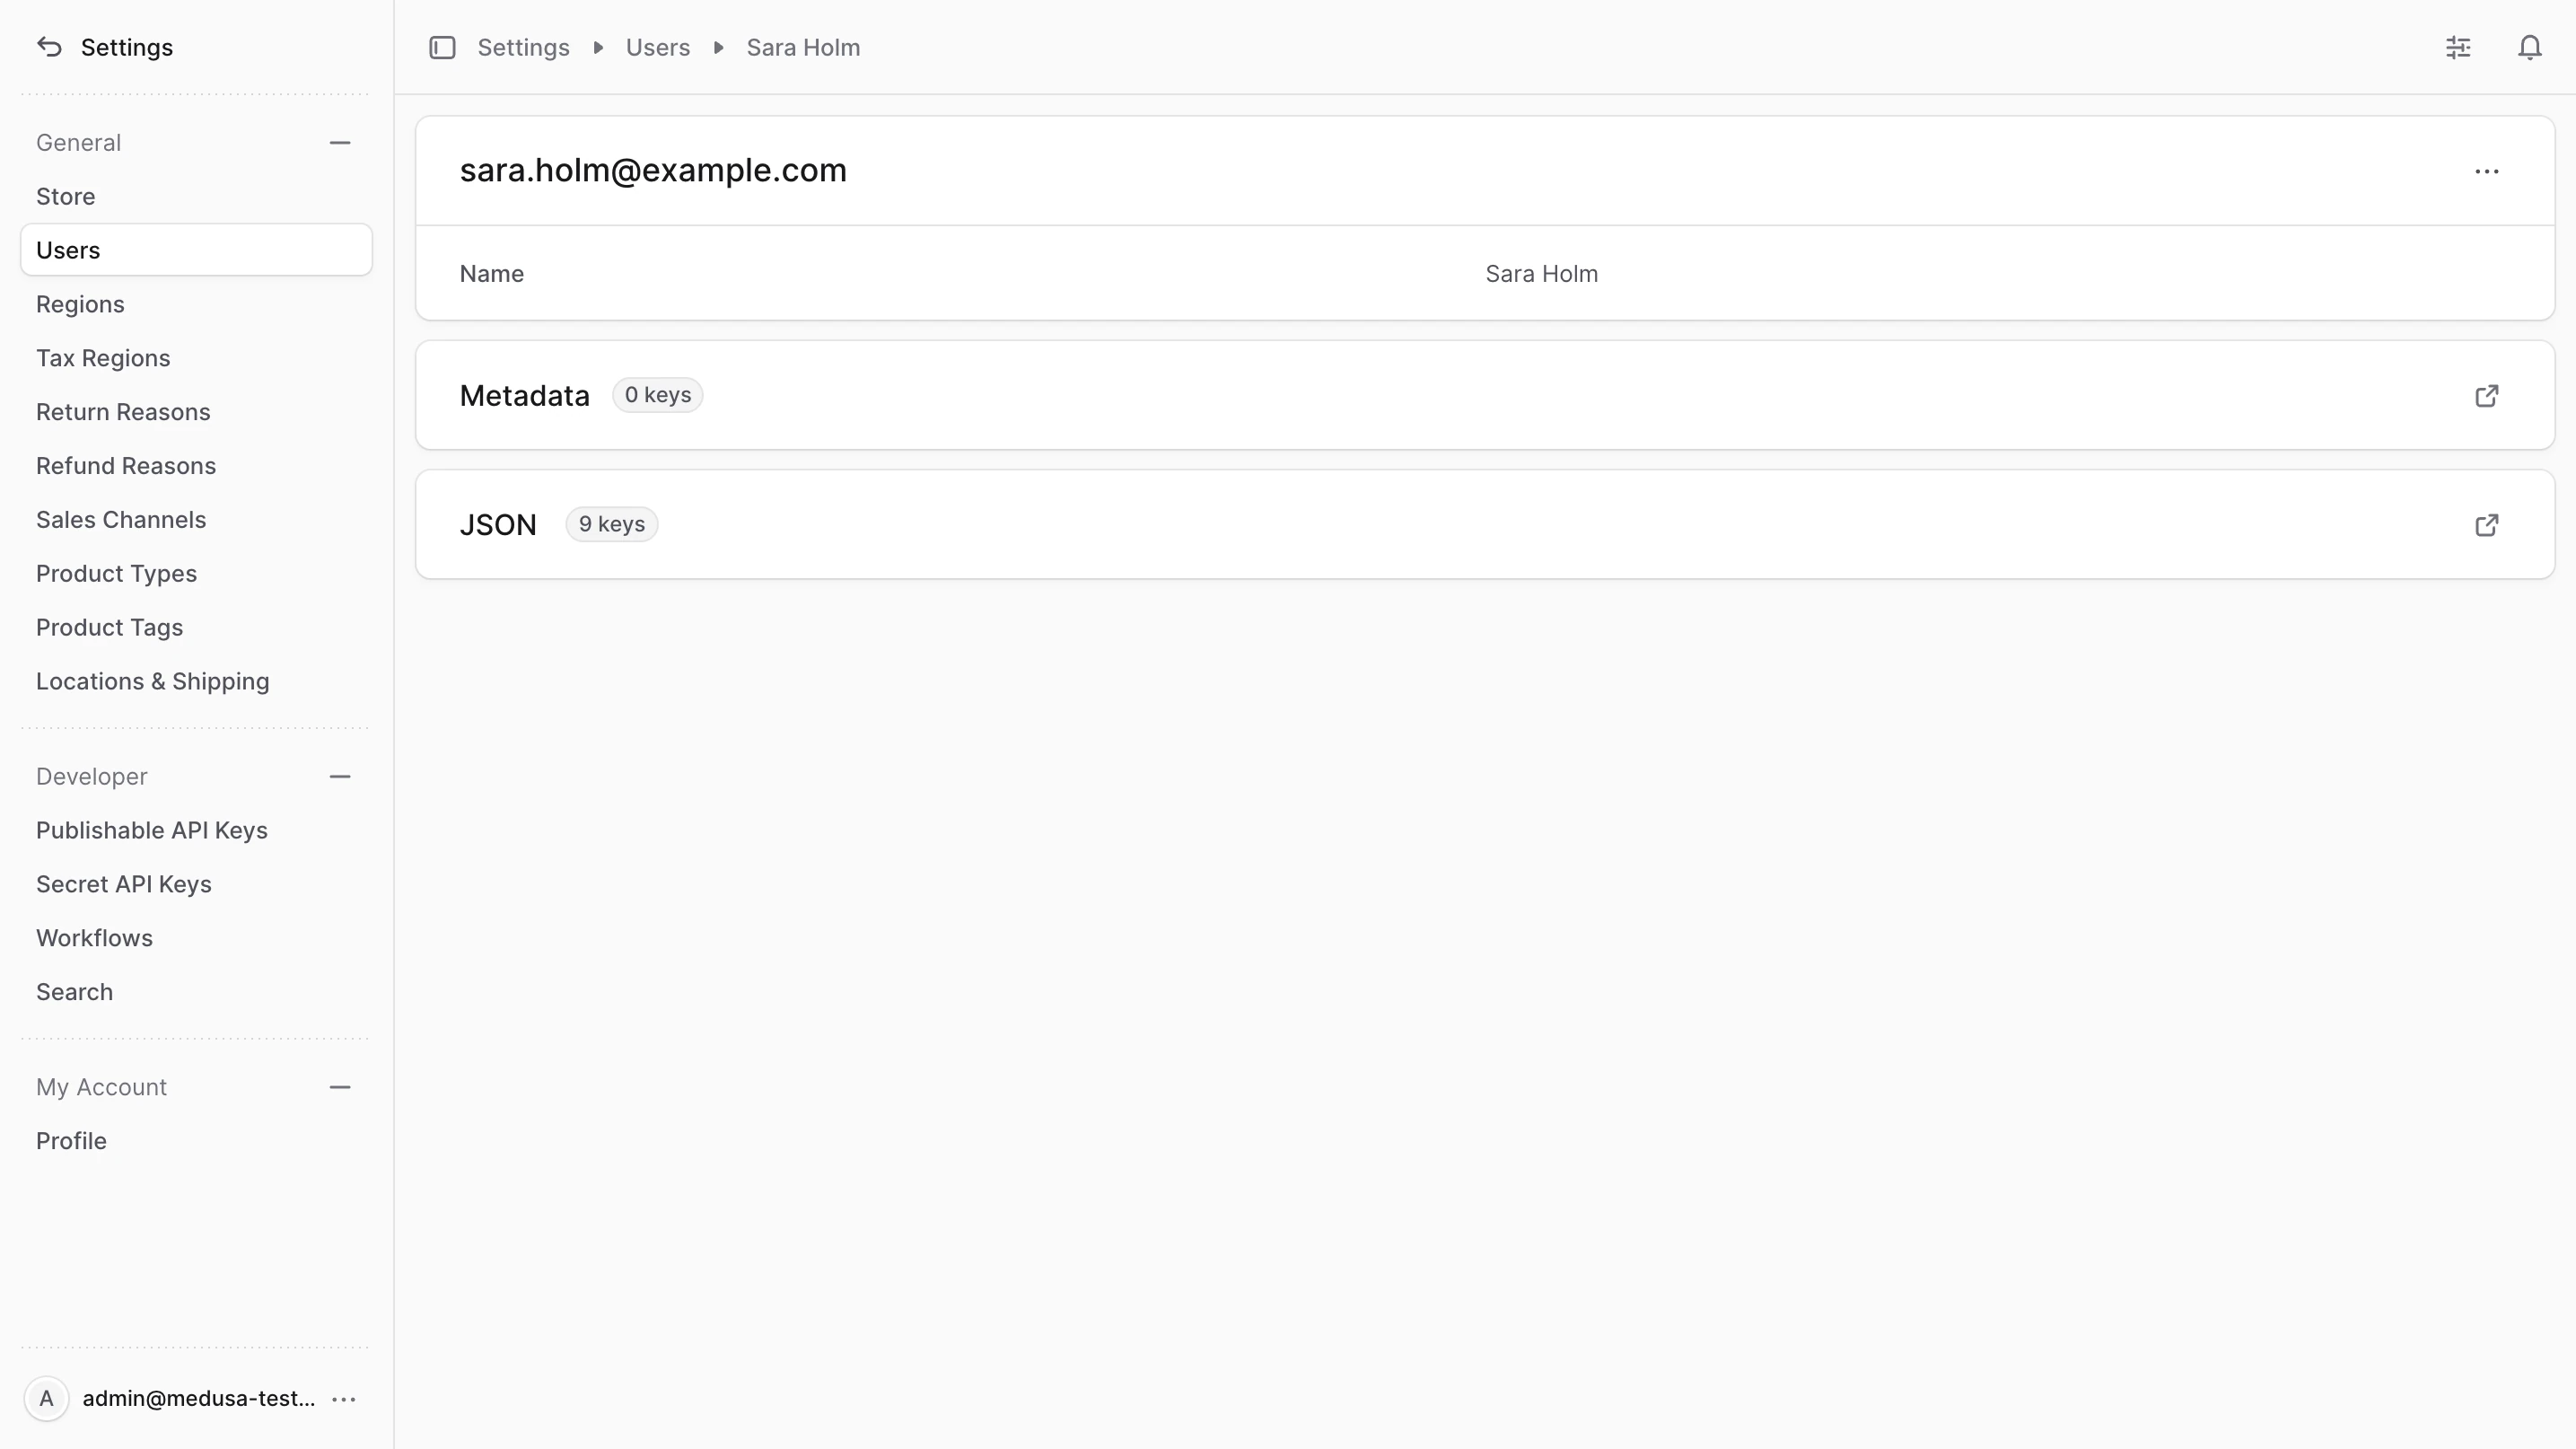 Settings
General
Store
Users
Regions
Tax Regions
Return Reasons
Refund Reasons
Sales Channels
Product Types
Product Tags
Locations & Shipping
Developer
Publishable API Keys
Secret API Keys
Workflows
Search
My Account
Profile
A admin@medusa-test...
Settings Users Sara Holm
sara.holm@example.com
Name Sara Holm
Metadata 0 keys
JSON 9 keys